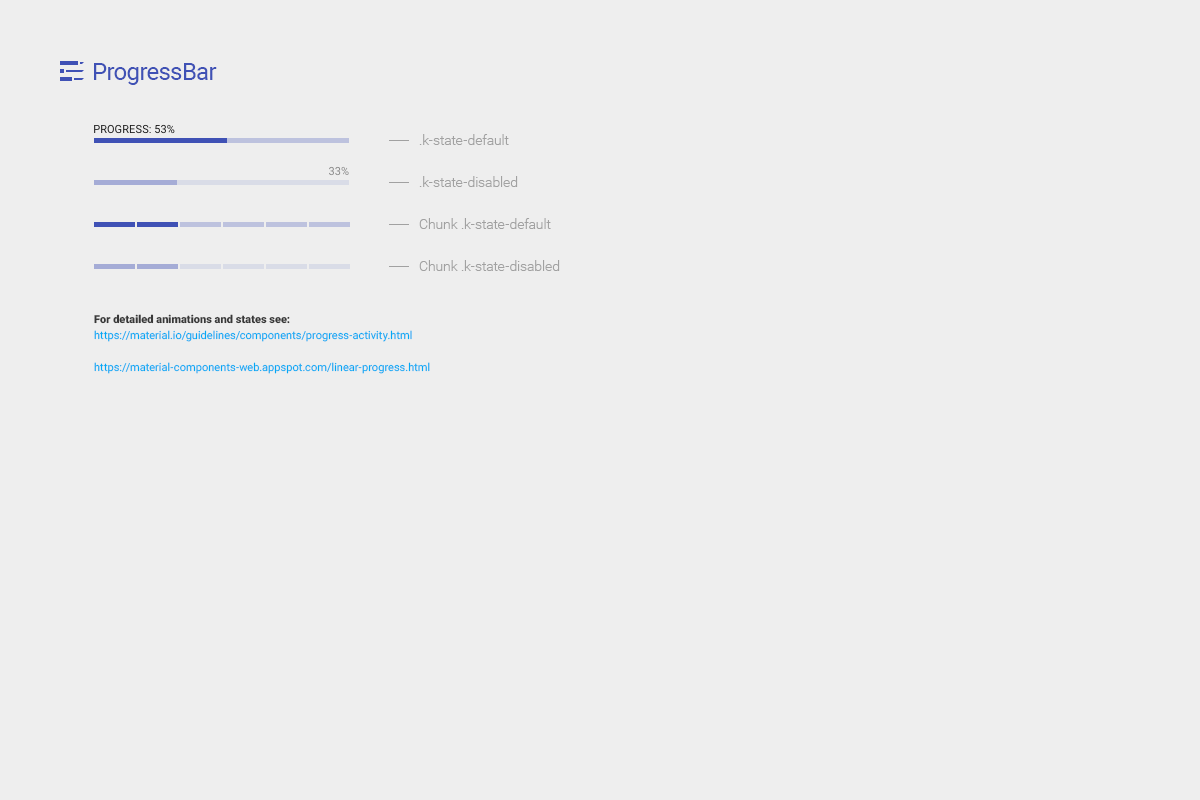 ProgressBar
PROGRESS: 53%
.k-state-default
33%
.k-state-disabled
Chunk .k-state-default
Chunk .k-state-disabled
For detailed animations and states see:
https://material.io/guidelines/components/progress-activity.html
https://material-components-web.appspot.com/linear-progress.html